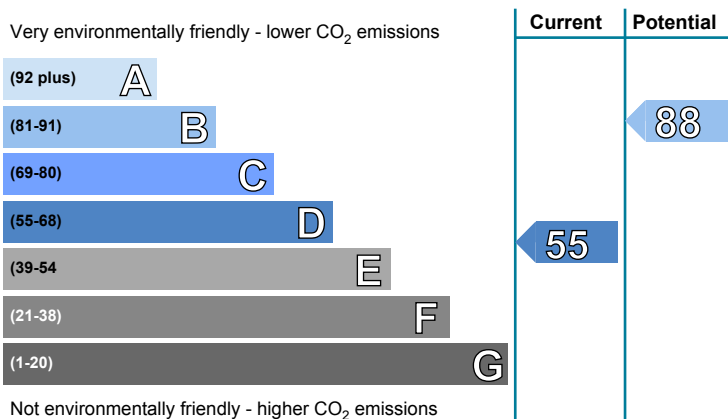 Current Potential
Very environmentally friendly - lower CO2 emissions
(92 plus) A
(81-91) B
88
(69-80) C
(55-68) D
55
(39-54 E
(21-38) F
(1-20) G
Not environmentally friendly - higher CO2 emissions